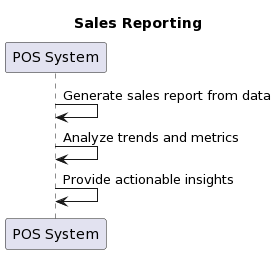 Sales Reporting
POS System
Generate sales report from data
Analyze trends and metrics
Provide actionable insights
POS System